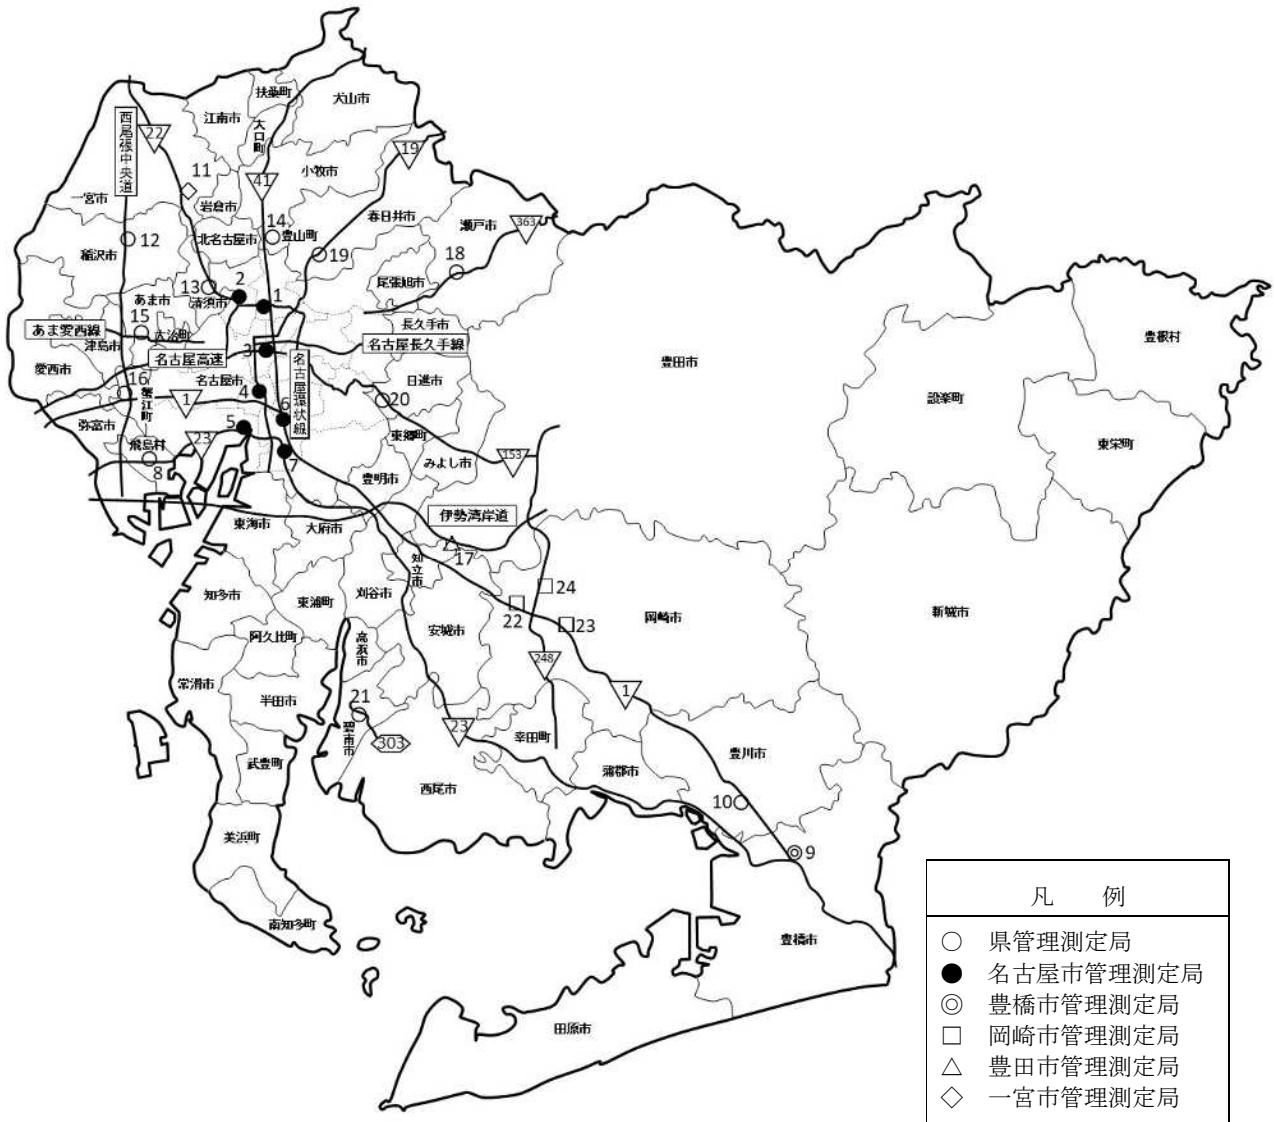 扶桑町
犬山市
江南市
大口町
西尾張中央道
22
19
小牧市
11
41
一宮市
岩倉市
春日井市
瀬戸市
363
14
豊山町
12
北名古屋市
稲沢市
19
18
尾張旭市
13
清須市
2
1
あま市
15
大治町
あま愛西線
津島市
長久手市
名古屋長久手線
名古屋高速
3
名古屋環状線
豊田市
豊根村
愛西市
名古屋市
日進市
16
蟹江町
1
4
20
設楽町
6
弥富市
5
飛島村
23
東郷町
東栄町
8
7
みよし市
153
豊明市
東海市
大府市
伊勢湾岸道
17
知立市
24
知多市
東浦町
刈谷市
22
23
岡崎市
新城市
阿久比町
高浜市
安城市
常滑市
半田市
248
1
21
碧南市
303
23
幸田町
豊川市
武豊町
蒲郡市
西尾市
10
美浜町
9
南知多町
豊橋市
田原市
凡 例
○ 県管理測定局
● 名古屋市管理測定局
◎ 豊橋市管理測定局
□ 岡崎市管理測定局
△ 豊田市管理測定局
◇ 一宮市管理測定局